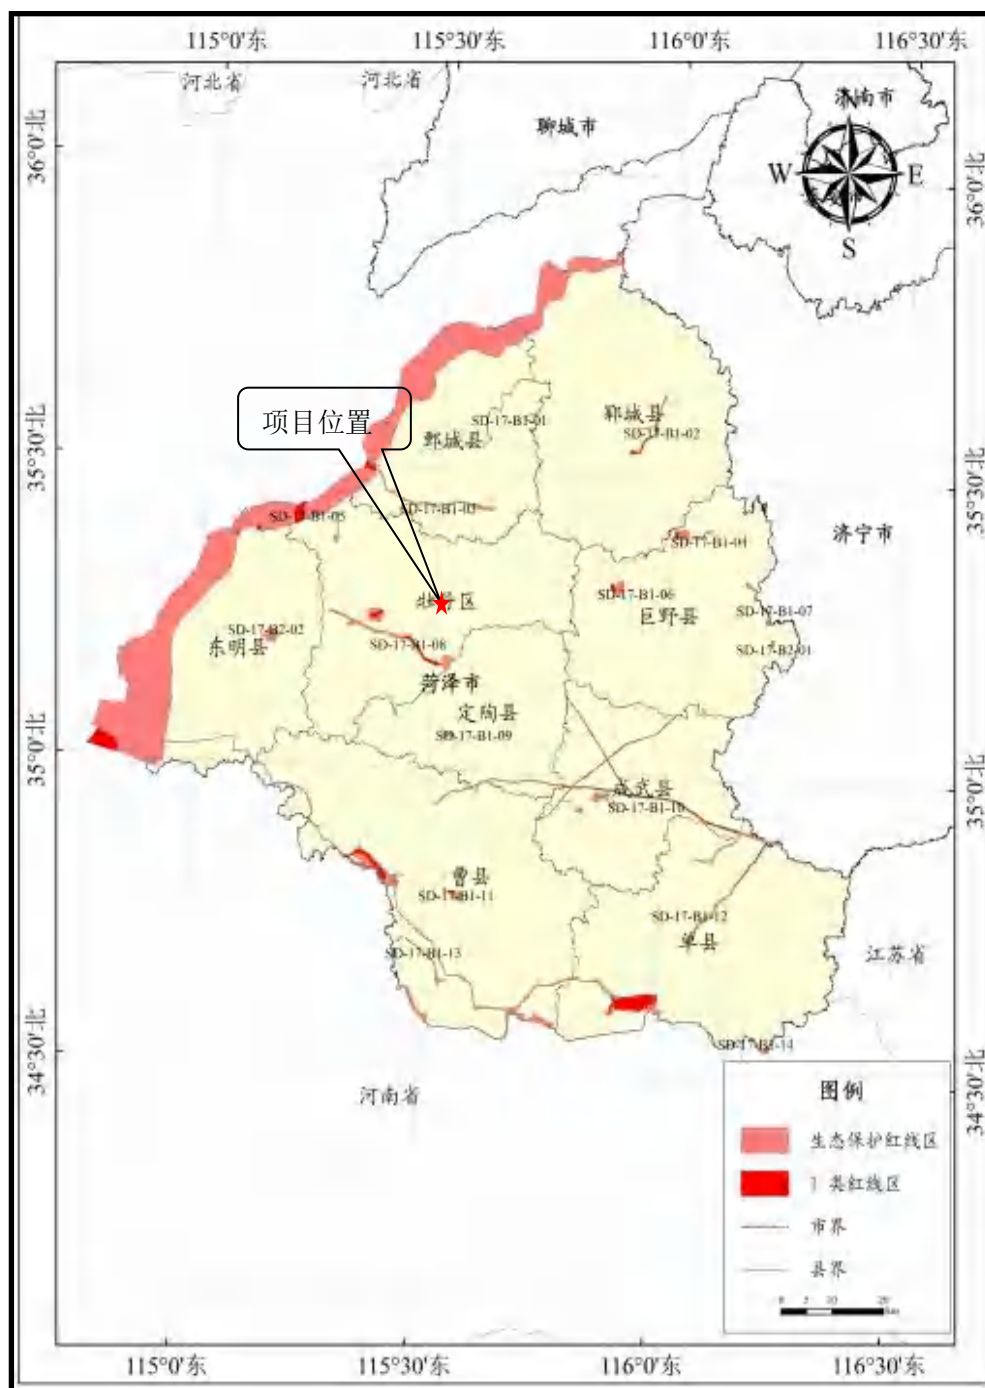 115°0'东
115°30'东
116°0'东
116°30'东
河北省
河北省
济南市
聊城市
N
W
E
S
36°0'北
36°0'北
项目位置
SD-17-B1-01
鄄城县
郓城县
SD-17-B1-02
35°30'北
35°30'北
SD-17-B1-05
SD-17-B1-03
SD-17-B1-04
济宁市
SD-17-B1-06
巨野县
SD-17-B1-07
牡丹区
SD-17-B2-02
东明县
SD-17-B1-08
SD-17-B2-01
菏泽市
定陶县
SD-17-B1-09
35°0'北
35°0'北
成武县
SD-17-B1-10
曹县
SD-17-B1-11
SD-17-B1-12
单县
SD-17-B1-13
江苏省
34°30'北
34°30'北
河南省
图例
生态保护红线区
1 类红线区
市界
县界
0 5 10 20
115°0'东
115°30'东
116°0'东
116°30'东